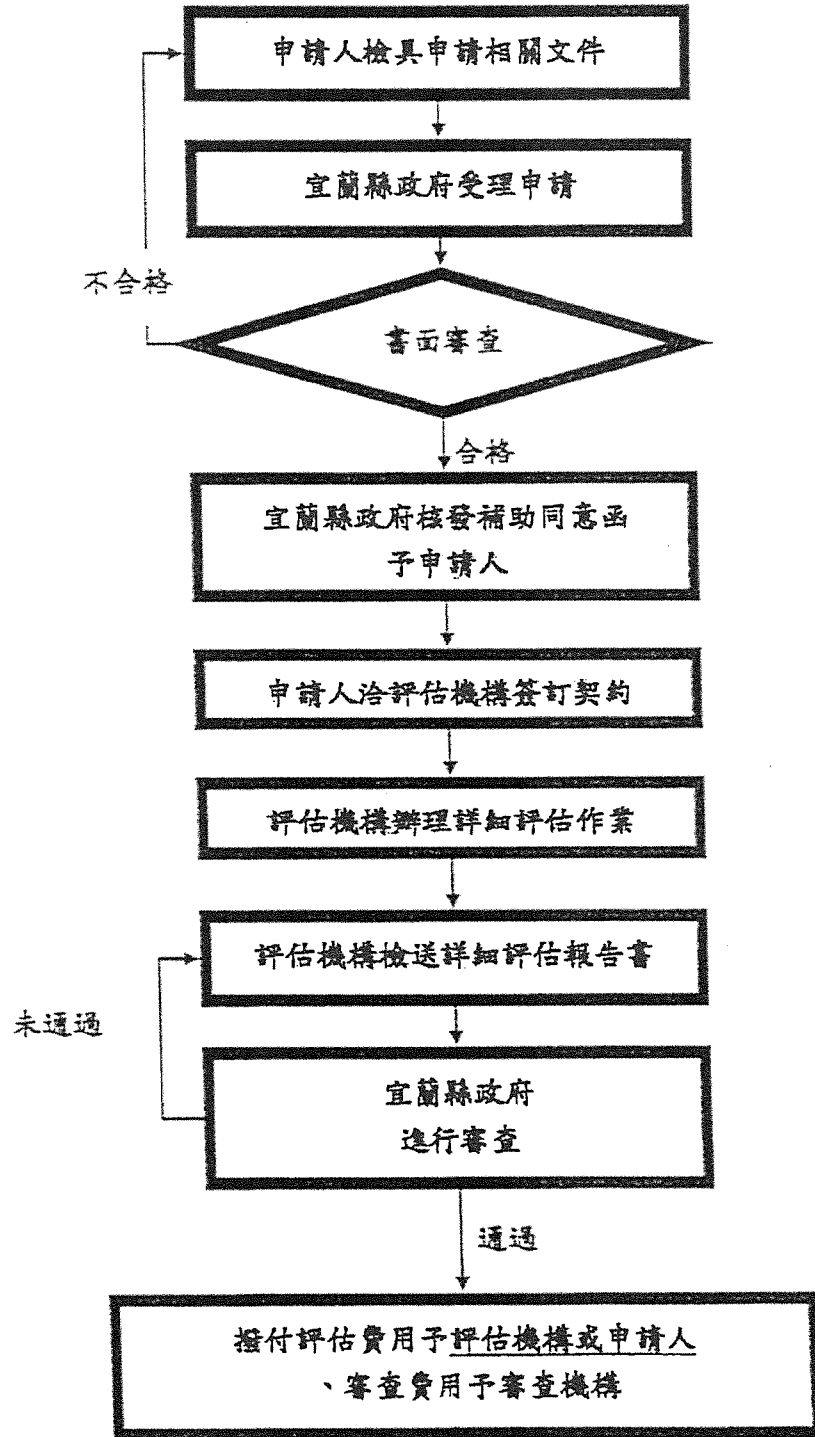 申請人檢具申請相關文件
宜蘭縣政府受理申請
不合格
書面審查
合格
宜蘭縣政府核發補助同意函
予申請人
申請人洽評估機構簽訂契約
評估機構辦理詳細評估作業
評估機構檢送詳細評估報告書
未通過
宜蘭縣政府
進行審查
通過
撥付評估費用予評估機構或申請人
、審查費用予審查機構